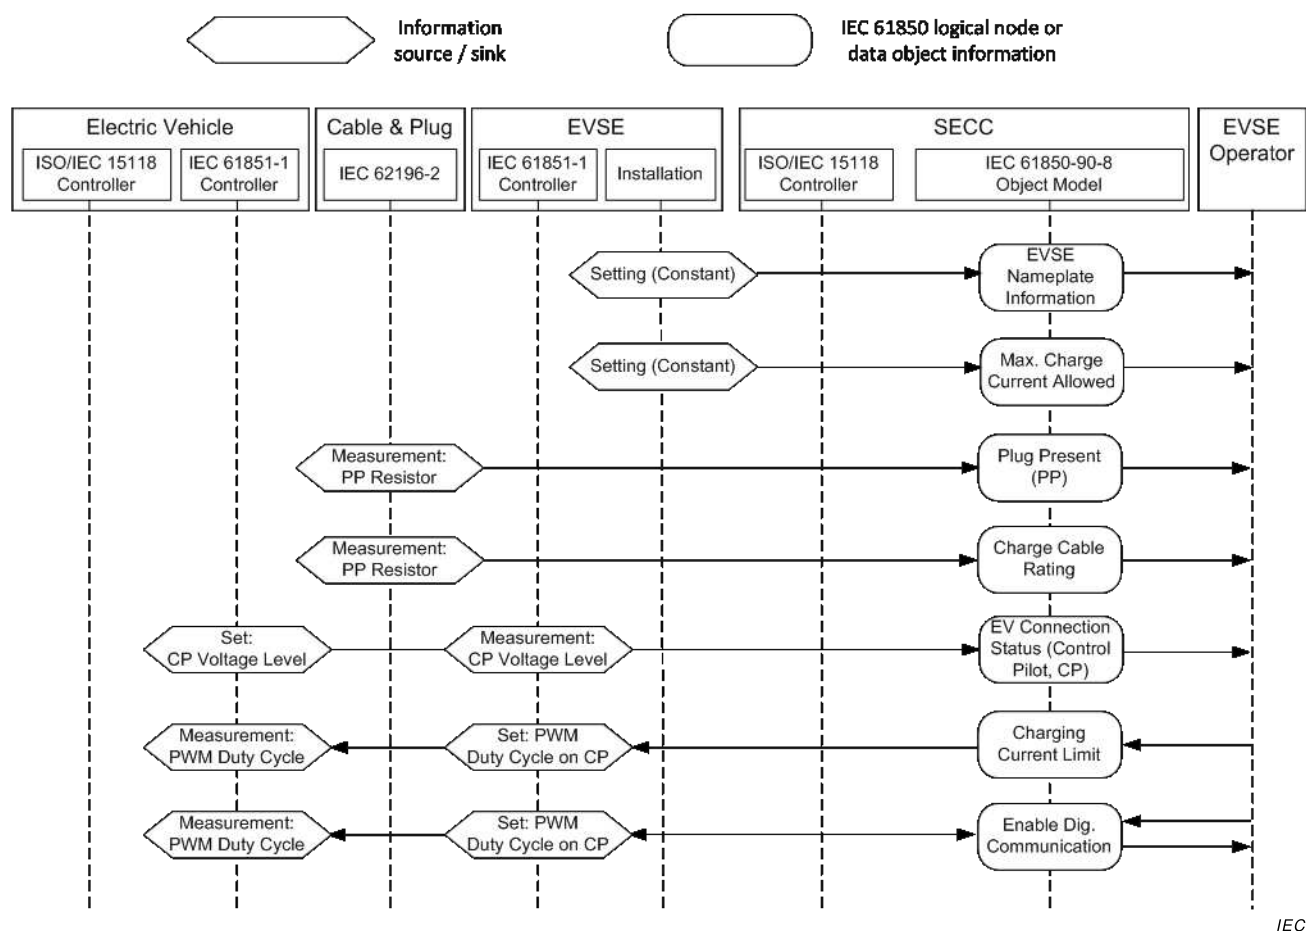 Information
source / sink
IEC 61850 logical node or
data object information
Electric Vehicle
Cable & Plug
EVSE
SECC
EVSE
Operator
ISO/IEC 15118
Controller
IEC 61851-1
Controller
IEC 62196-2
IEC 61851-1
Controller
Installation
ISO/IEC 15118
Controller
IEC 61850-90-8
Object Model
Setting (Constant)
EVSE
Nameplate
Information
Setting (Constant)
Max. Charge
Current Allowed
Measurement:
PP Resistor
Plug Present
(PP)
Measurement:
PP Resistor
Charge Cable
Rating
Set:
CP Voltage Level
Measurement:
CP Voltage Level
EV Connection
Status (Control
Pilot, CP)
Measurement:
PWM Duty Cycle
Set: PWM
Duty Cycle on CP
Charging
Current Limit
Measurement:
PWM Duty Cycle
Set: PWM
Duty Cycle on CP
Enable Dig.
Communication
IEC